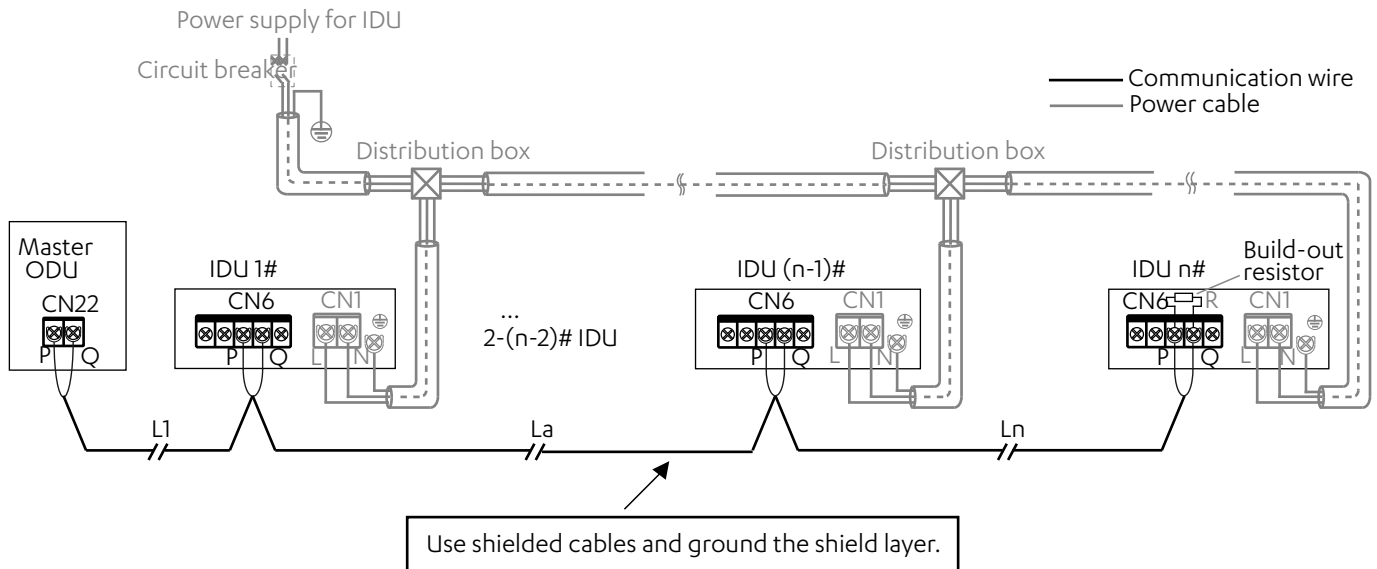 Power supply for IDU
Circuit breaker
Communication wire
Power cable
Distribution box
Distribution box
Master
ODU
CN22
P Q
IDU 1#
CN6
CN1
P Q
L N
...
2-(n-2)# IDU
IDU (n-1)#
CN6
CN1
P Q
L N
IDU n#
Build-out
resistor
CN6
R
CN1
P Q
L N
L1
La
Ln
Use shielded cables and ground the shield layer.